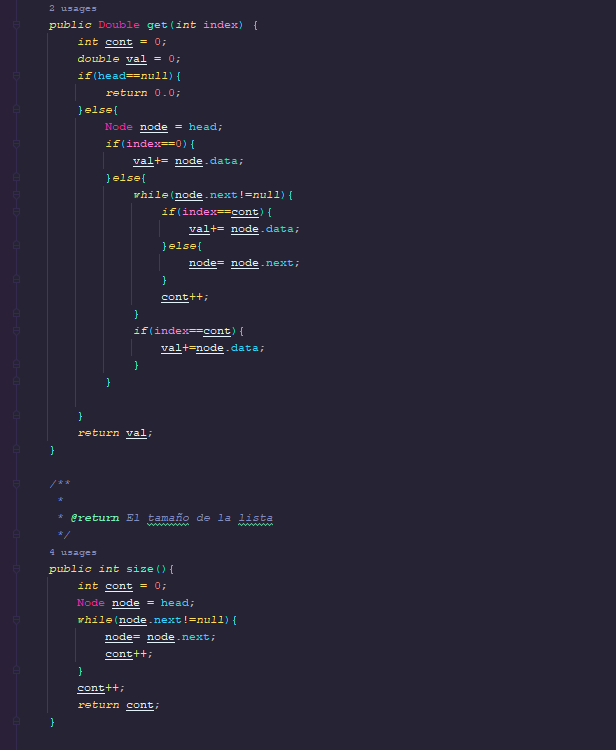 2 usages
public Double get(int index) {
    int cont = 0;
    double val = 0;
    if(head==null){
        return 0.0;
    }else{
        Node node = head;
        if(index==0){
            val+= node.data;
        }else{
            while(node.next!=null){
                if(index==cont){
                    val+= node.data;
                }else{
                    node= node.next;
                }
                cont++;
            }
            if(index==cont){
                val+=node.data;
            }
        }

    }
    return val;
}

/**
 *
 * @return El tamaño de la lista
 */
4 usages
public int size(){
    int cont = 0;
    Node node = head;
    while(node.next!=null){
        node= node.next;
        cont++;
    }
    cont++;
    return cont;
}